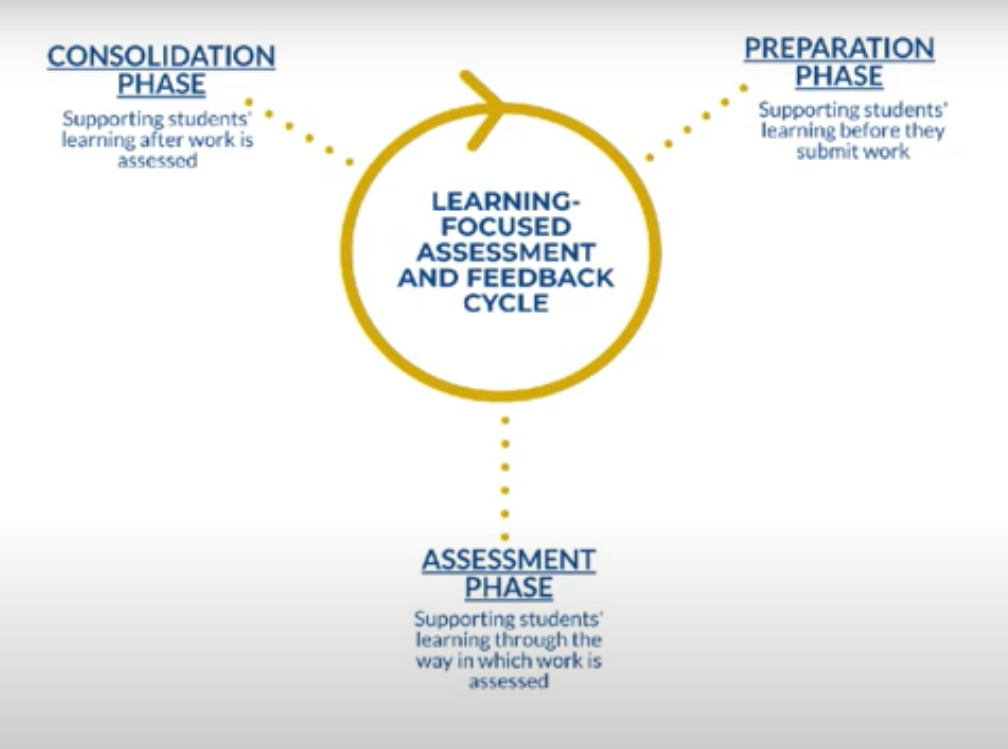 CONSOLIDATION
PHASE
Supporting students'
learning after work is
assessed
PREPARATION
PHASE
Supporting students'
learning before they
submit work
LEARNING-
FOCUSED
ASSESSMENT
AND FEEDBACK
CYCLE
ASSESSMENT
PHASE
Supporting students'
learning through the
way in which work is
assessed